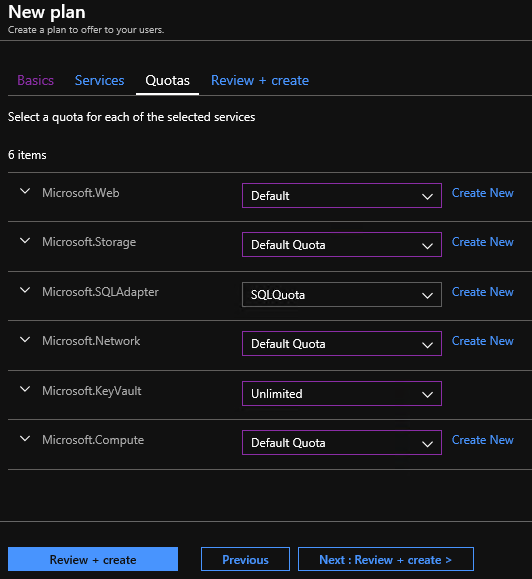 New plan
Create a plan to offer to your users.
Basics Services Quotas Review + create
Select a quota for each of the selected services
6 items
Microsoft.Web Default Create New
Microsoft.Storage Default Quota Create New
Microsoft.SQLAdapter SQLQuota Create New
Microsoft.Network Default Quota Create New
Microsoft.KeyVault Unlimited
Microsoft.Compute Default Quota Create New
Review + create Previous Next : Review + create >